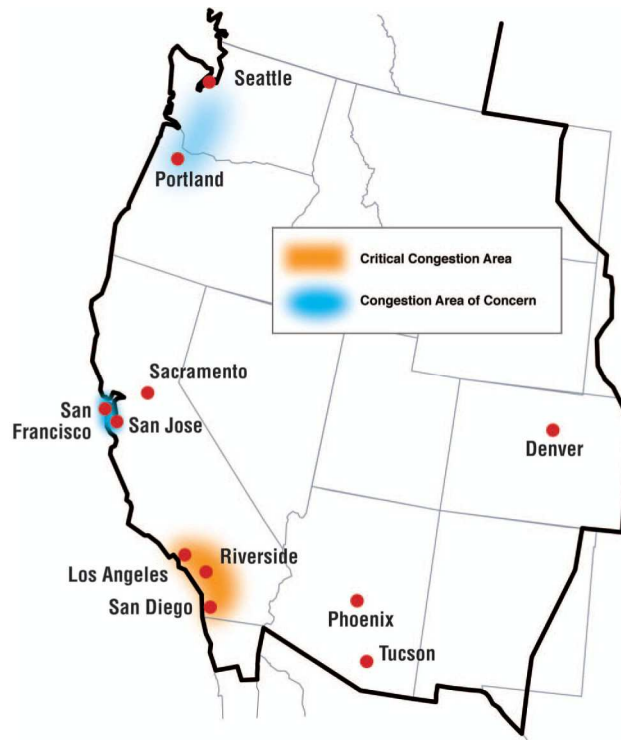 Seattle
Portland
Critical Congestion Area
Congestion Area of Concern
Sacramento
San
Francisco
San Jose
Denver
Riverside
Los Angeles
San Diego
Phoenix
Tucson